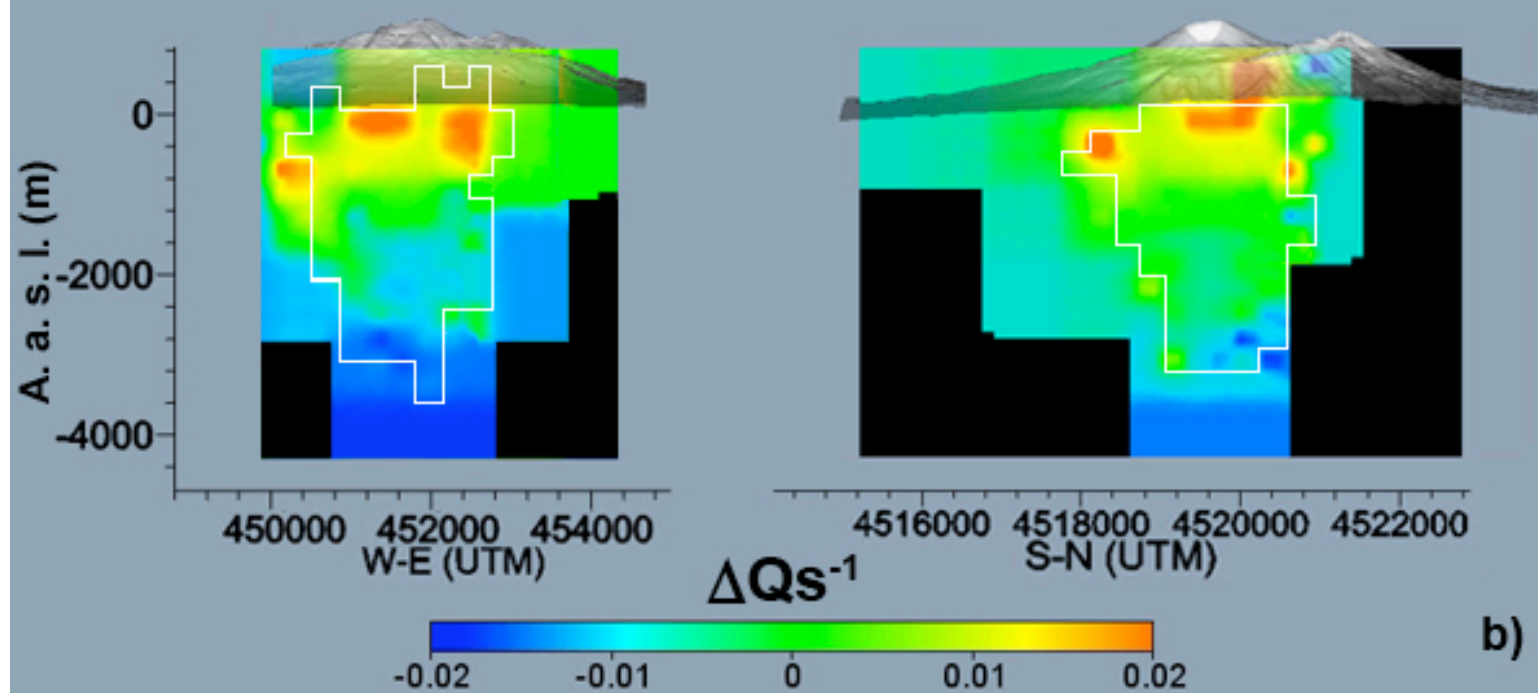 A. a. s. l. (m)
0
-2000
-4000
450000 452000 454000
W-E (UTM)
4516000 4518000 4520000 4522000
S-N (UTM)
ΔQs⁻¹
-0.02 -0.01 0 0.01 0.02
b)